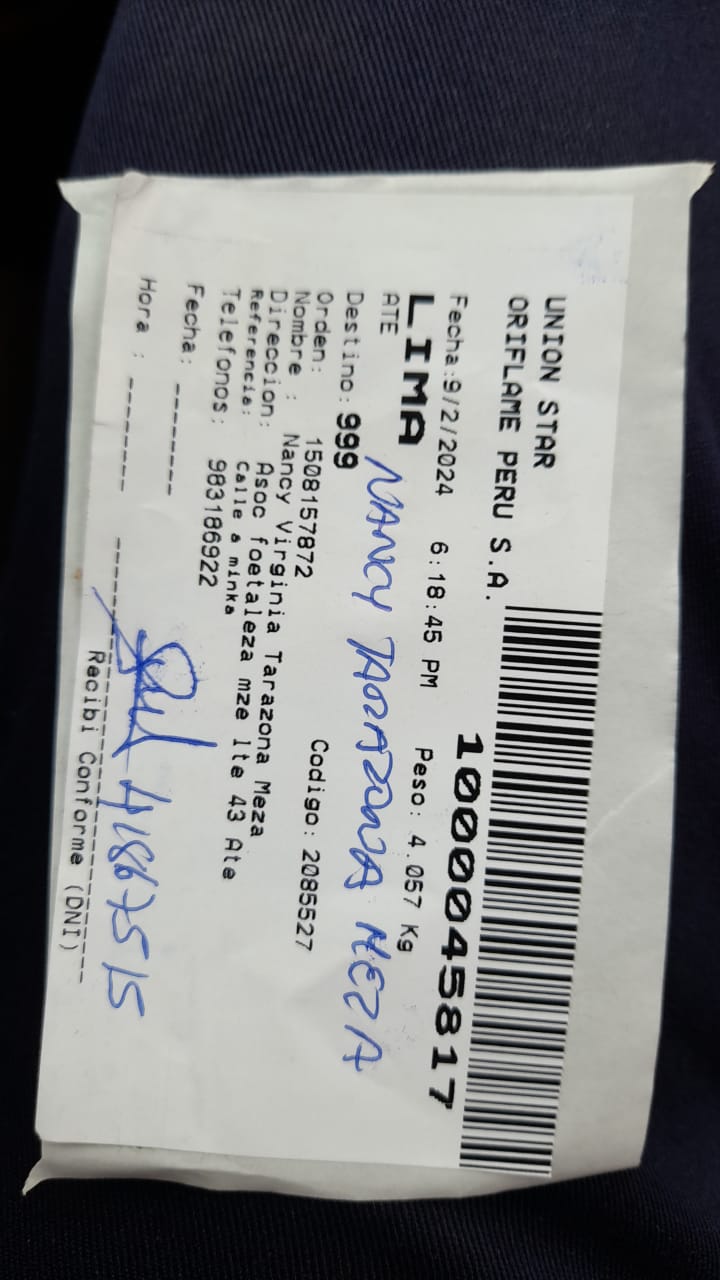 UNION STAR
ORIFLAME PERU S.A.
1000045817
Fecha:9/2/2024 6:18:45 PM Peso: 4.057 Kg
LIMA
ATE
NANCY TARAZONA MEZA
Destino: 999
Orden: 1508157872 Codigo: 2085527
Nombre : Nancy Virginia Tarazona Meza
Direccion: Asoc foetaleza mze lte 43 Ate
Referencia: Calle a minka
Telefonos: 983186922
Fecha: -------
Hora : --------
41867515
Recibi Conforme (DNI)